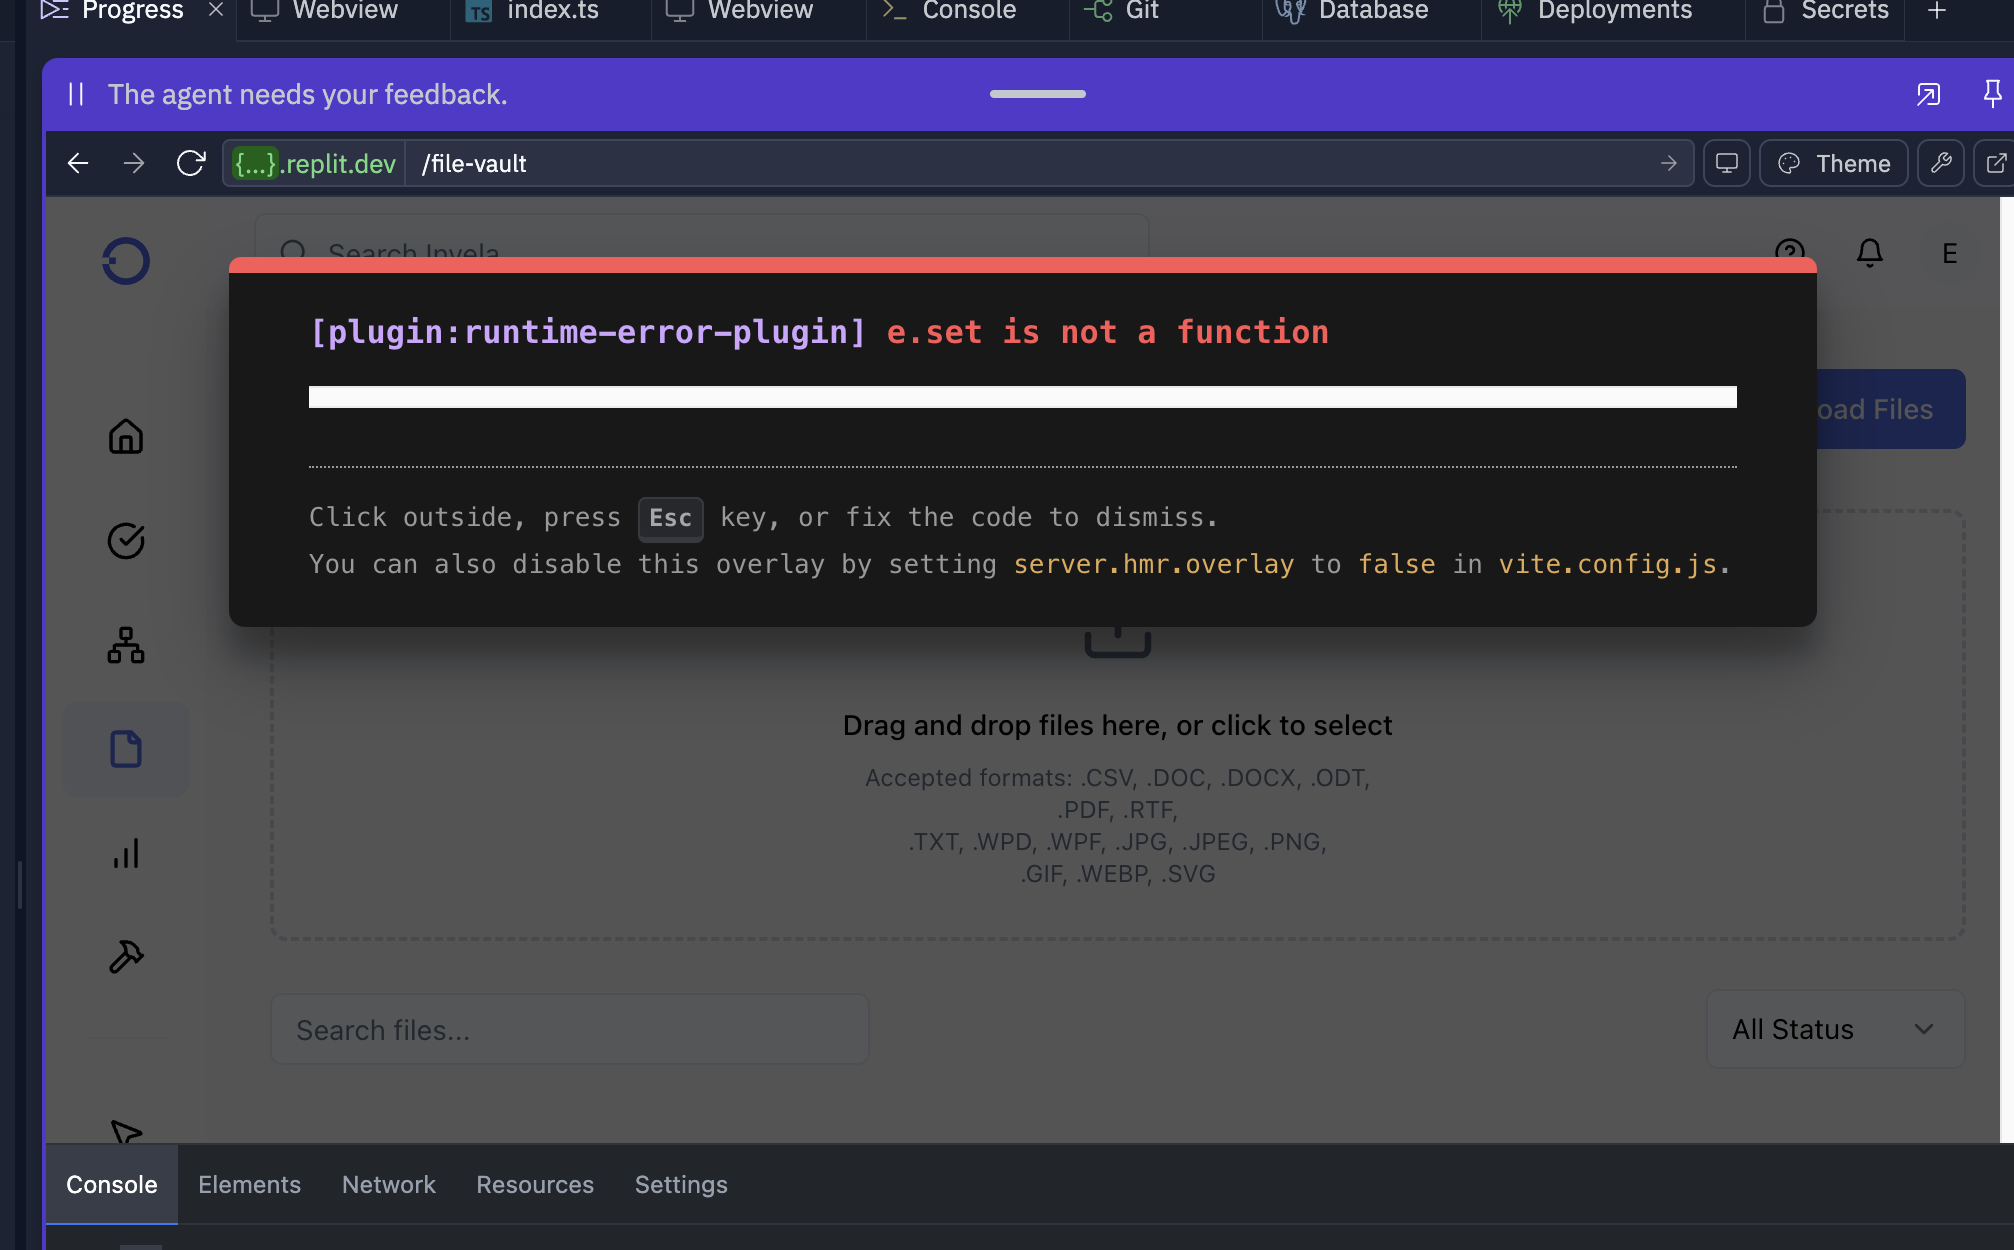 Progress Webview index.ts Webview Console Git Database Deployments Secrets
The agent needs your feedback.
{...}.replit.dev /file-vault Theme
Search Invela
E
[plugin:runtime-error-plugin] e.set is not a function
oad Files
Click outside, press Esc key, or fix the code to dismiss.
You can also disable this overlay by setting server.hmr.overlay to false in vite.config.js.
Drag and drop files here, or click to select
Accepted formats: .CSV, .DOC, .DOCX, .ODT,
.PDF, .RTF,
.TXT, .WPD, .WPF, .JPG, .JPEG, .PNG,
.GIF, .WEBP, .SVG
Search files...
All Status
Console Elements Network Resources Settings